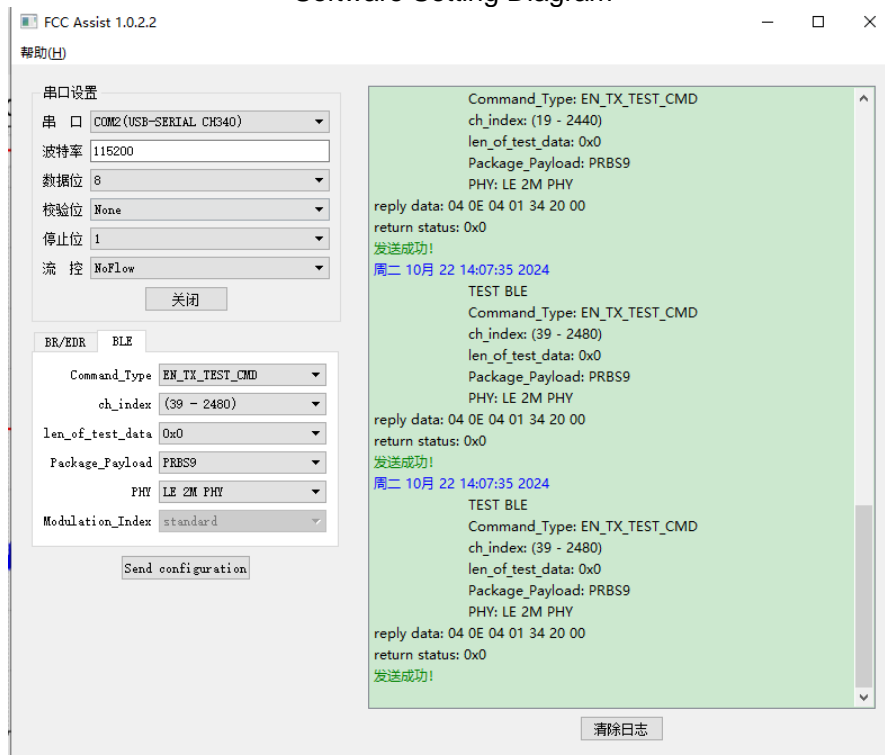 Software Setting Diagram
FCC Assist 1.0.2.2
帮助(H)
串口设置
串 口 COM2(USB-SERIAL CH340)
波特率 115200
数据位 8
校验位 None
停止位 1
流 控 NoFlow
关闭
BR/EDR BLE
Command_Type EN_TX_TEST_CMD
ch_index (39 - 2480)
len_of_test_data 0x0
Package_Payload PRBS9
PHY LE 2M PHY
Modulation_Index standard
Send configuration
Command_Type: EN_TX_TEST_CMD
ch_index: (19 - 2440)
len_of_test_data: 0x0
Package_Payload: PRBS9
PHY: LE 2M PHY
reply data: 04 0E 04 01 34 20 00
return status: 0x0
发送成功!
周二 10月 22 14:07:35 2024
TEST BLE
Command_Type: EN_TX_TEST_CMD
ch_index: (39 - 2480)
len_of_test_data: 0x0
Package_Payload: PRBS9
PHY: LE 2M PHY
reply data: 04 0E 04 01 34 20 00
return status: 0x0
发送成功!
周二 10月 22 14:07:35 2024
TEST BLE
Command_Type: EN_TX_TEST_CMD
ch_index: (39 - 2480)
len_of_test_data: 0x0
Package_Payload: PRBS9
PHY: LE 2M PHY
reply data: 04 0E 04 01 34 20 00
return status: 0x0
发送成功!
清除日志